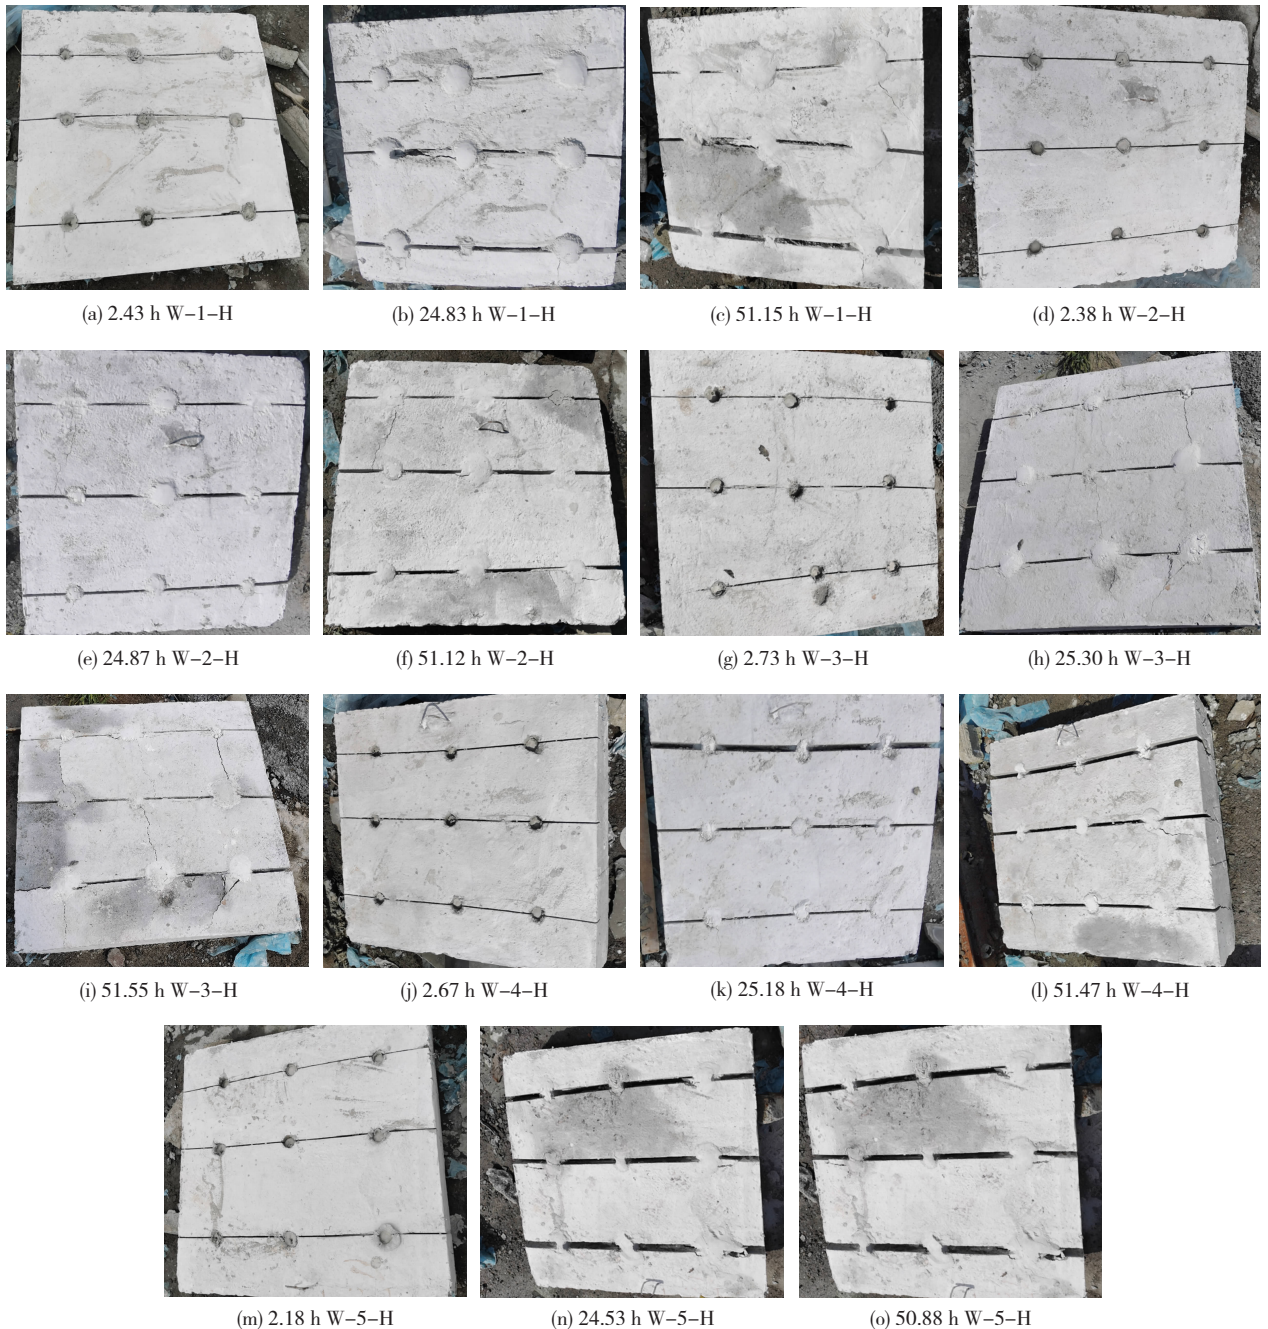 (a) 2.43 h W–1–H
(b) 24.83 h W–1–H
(c) 51.15 h W–1–H
(d) 2.38 h W–2–H
(e) 24.87 h W–2–H
(f) 51.12 h W–2–H
(g) 2.73 h W–3–H
(h) 25.30 h W–3–H
(i) 51.55 h W–3–H
(j) 2.67 h W–4–H
(k) 25.18 h W–4–H
(l) 51.47 h W–4–H
(m) 2.18 h W–5–H
(n) 24.53 h W–5–H
(o) 50.88 h W–5–H